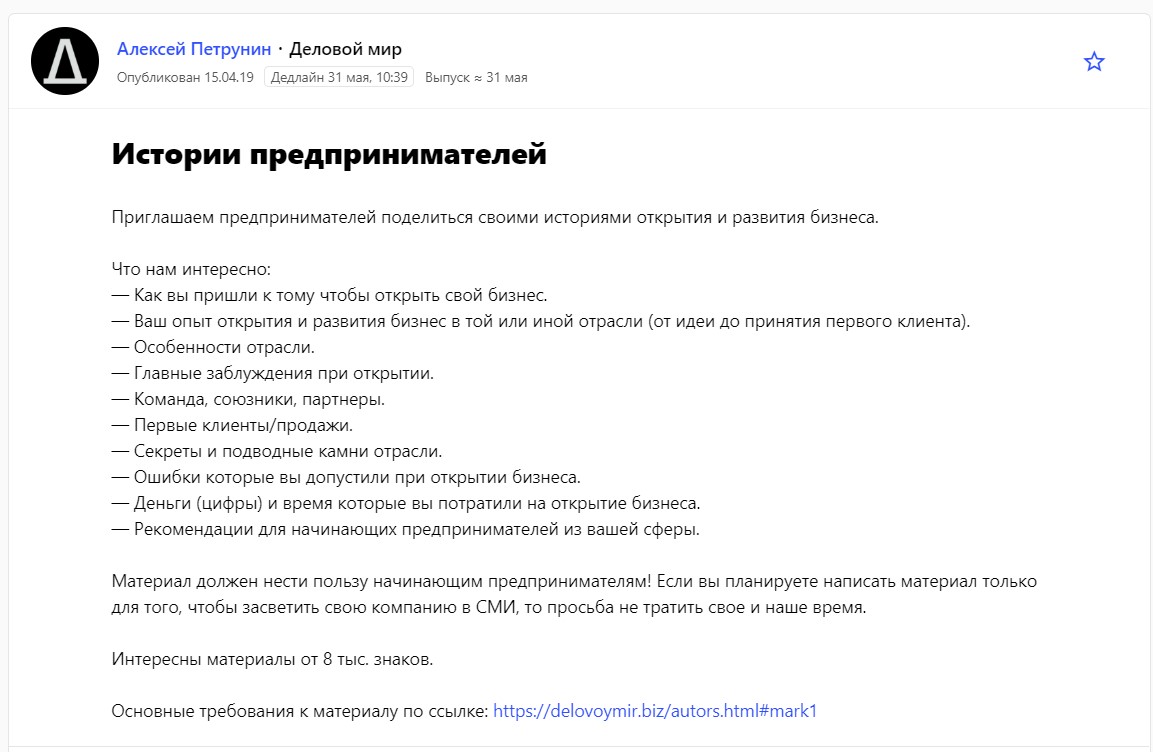 Алексей Петрунин · Деловой мир
Опубликован 15.04.19 Дедлайн 31 мая, 10:39 Выпуск ≈ 31 мая
Истории предпринимателей
Приглашаем предпринимателей поделиться своими историями открытия и развития бизнеса.
Что нам интересно:
— Как вы пришли к тому чтобы открыть свой бизнес.
— Ваш опыт открытия и развития бизнес в той или иной отрасли (от идеи до принятия первого клиента).
— Особенности отрасли.
— Главные заблуждения при открытии.
— Команда, союзники, партнеры.
— Первые клиенты/продажи.
— Секреты и подводные камни отрасли.
— Ошибки которые вы допустили при открытии бизнеса.
— Деньги (цифры) и время которые вы потратили на открытие бизнеса.
— Рекомендации для начинающих предпринимателей из вашей сферы.
Материал должен нести пользу начинающим предпринимателям! Если вы планируете написать материал только
для того, чтобы засветить свою компанию в СМИ, то просьба не тратить свое и наше время.
Интересны материалы от 8 тыс. знаков.
Основные требования к материалу по ссылке: https://delovoymir.biz/autors.html#mark1